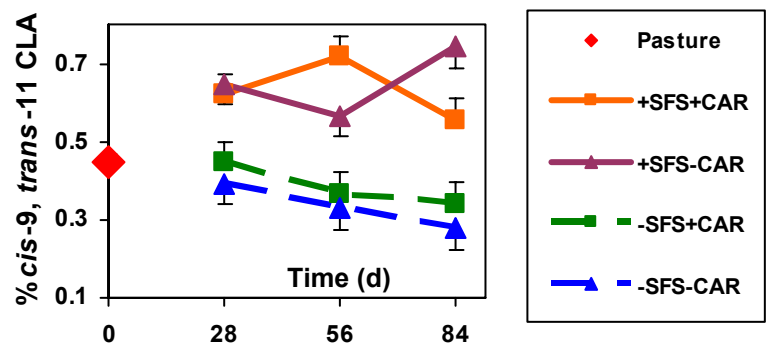 %cis-9, trans-11 CLA
0.7
0.5
0.3
0.1
Time (d)
0 28 56 84
Pasture
+SFS+CAR
+SFS-CAR
-SFS+CAR
-SFS-CAR